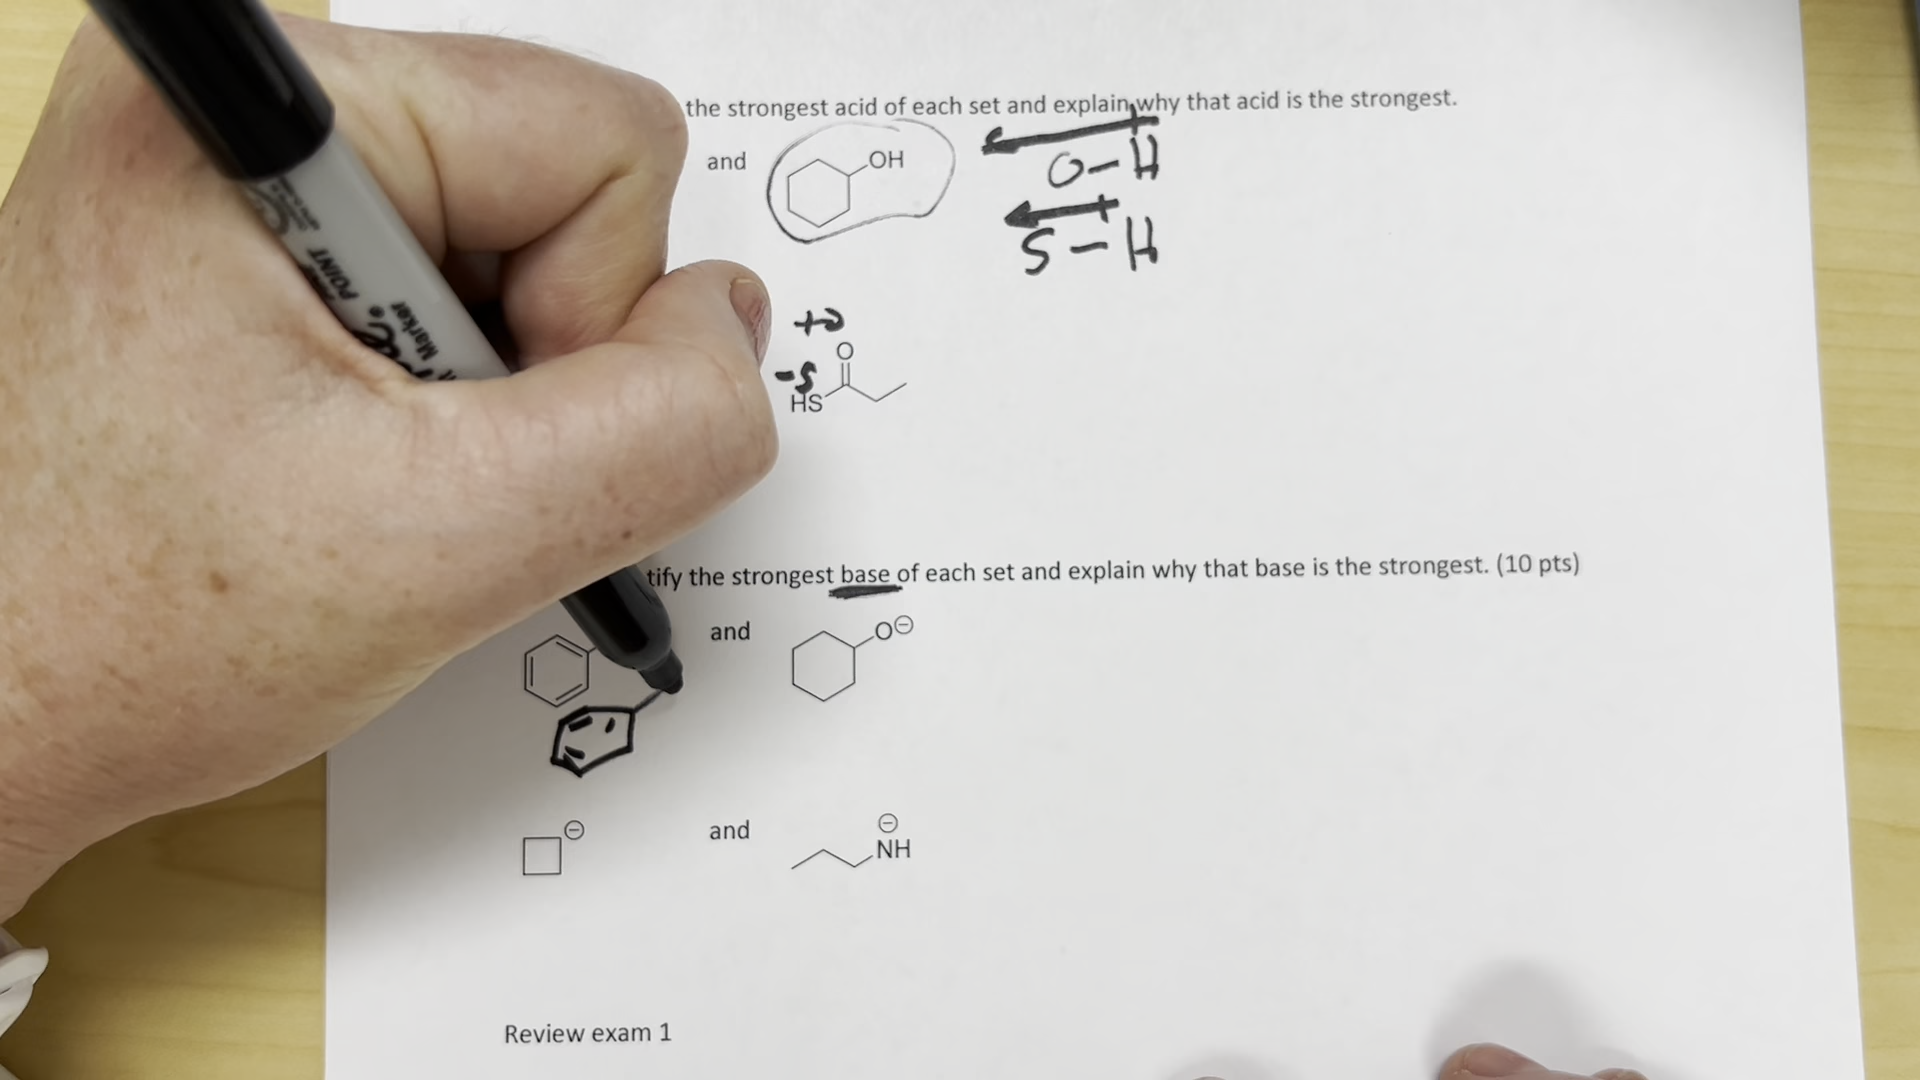 the strongest acid of each set and explain why that acid is the strongest.
and
OH
O-H
S-H
O
HS
tify the strongest base of each set and explain why that base is the strongest. (10 pts)
and
O⊖
and
⊖
NH
⊖
Review exam 1
POINT
Marker